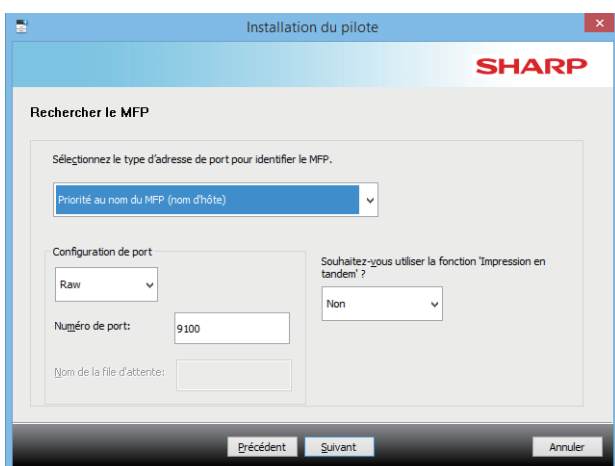 Installation du pilote
SHARP
Rechercher le MFP
Sélectionnez le type d'adresse de port pour identifier le MFP.
Priorité au nom du MFP (nom d'hôte)
Configuration de port
Raw
Numéro de port:
9100
Nom de la file d'attente:
Souhaitez-vous utiliser la fonction 'Impression en
tandem' ?
Non
Précédent
Suivant
Annuler